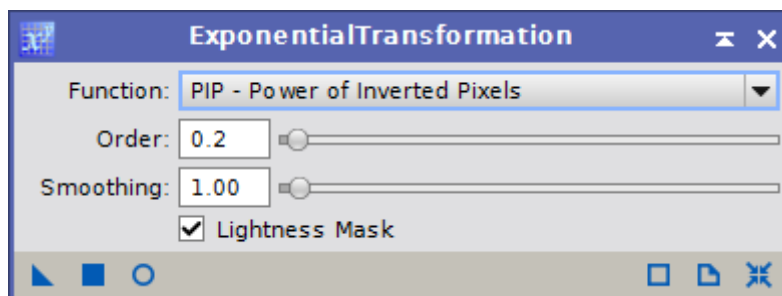 ExponentialTransformation
Function: PIP - Power of Inverted Pixels
Order: 0.2
Smoothing: 1.00
Lightness Mask